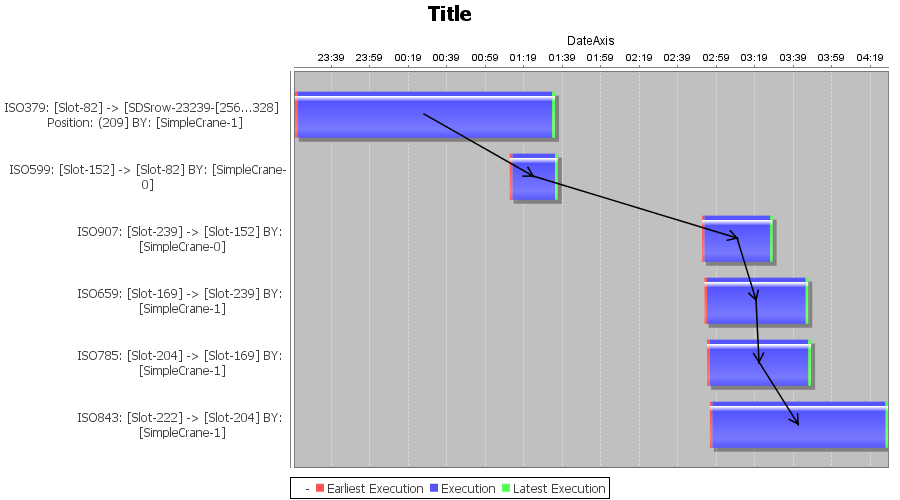 Title
DateAxis
23:39 23:59 00:19 00:39 00:59 01:19 01:39 01:59 02:19 02:39 02:59 03:19 03:39 03:59 04:19
ISO379: [Slot-82] -> [SDSrow-23239-[256...328]
Position: (209] BY: [SimpleCrane-1]
ISO599: [Slot-152] -> [Slot-82] BY: [SimpleCrane-
0]
ISO907: [Slot-239] -> [Slot-152] BY:
[SimpleCrane-0]
ISO659: [Slot-169] -> [Slot-239] BY:
[SimpleCrane-1]
ISO785: [Slot-204] -> [Slot-169] BY:
[SimpleCrane-1]
ISO843: [Slot-222] -> [Slot-204] BY:
[SimpleCrane-1]
- Earliest Execution Execution Latest Execution